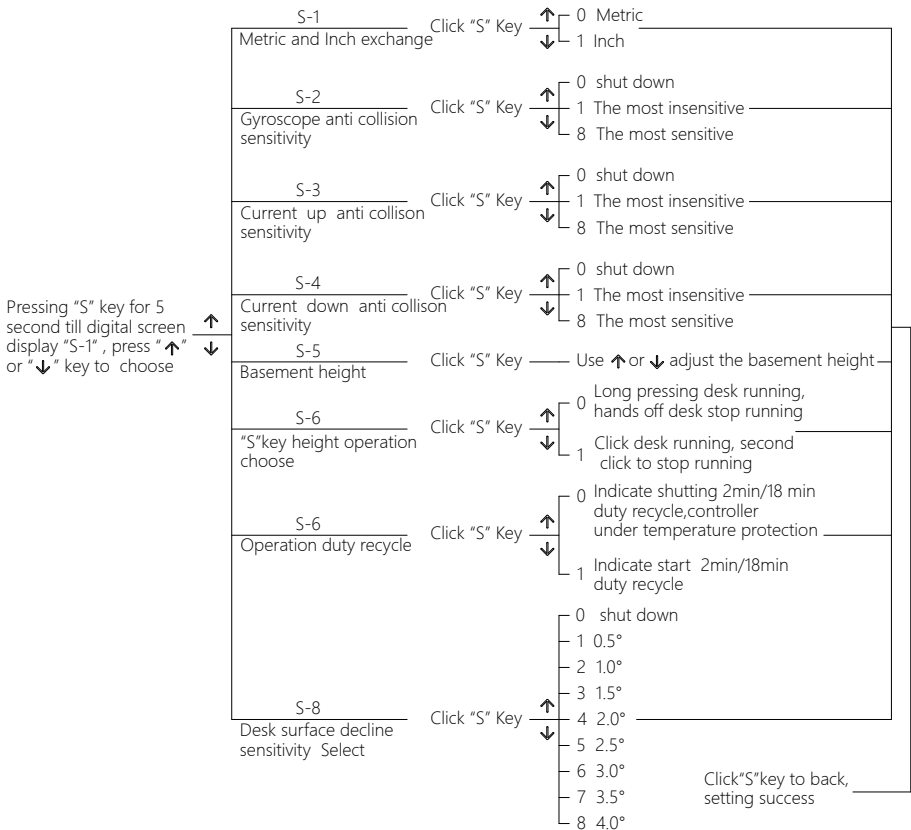 Pressing “S” key for 5
second till digital screen
display “S-1“ , press “ ↑”
or “↓ ” key to choose
↑
↓
S-1
Metric and Inch exchange
Click “S” Key
↑
↓
0 Metric
1 Inch
S-2
Gyroscope anti collision
sensitivity
Click “S” Key
↑
↓
0 shut down
1 The most insensitive
8 The most sensitive
S-3
Current up anti collison
sensitivity
Click “S” Key
↑
↓
0 shut down
1 The most insensitive
8 The most sensitive
S-4
Current down anti collison
sensitivity
Click “S” Key
↑
↓
0 shut down
1 The most insensitive
8 The most sensitive
S-5
Basement height
Click “S” Key
Use ↑ or ↓ adjust the basement height
S-6
“S”key height operation
choose
Click “S” Key
↑
↓
0 Long pressing desk running,
hands off desk stop running
1 Click desk running, second
click to stop running
S-6
Operation duty recycle
Click “S” Key
↑
↓
0 Indicate shutting 2min/18 min
duty recycle,controller
under temperature protection
1 Indicate start 2min/18min
duty recycle
S-8
Desk surface decline
sensitivity Select
Click “S” Key
↑
↓
0 shut down
1 0.5°
2 1.0°
3 1.5°
4 2.0°
5 2.5°
6 3.0°
7 3.5°
8 4.0°
Click“S”key to back,
setting success